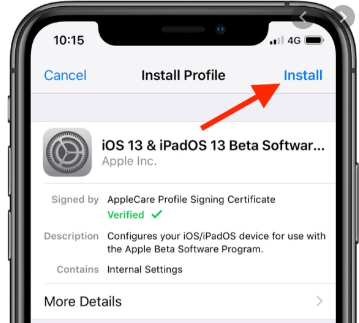 10:15 4G
Cancel Install Profile Install
iOS 13 & iPadOS 13 Beta Softwar...
Apple Inc.
Signed by AppleCare Profile Signing Certificate
Verified
Description Configures your iOS/iPadOS device for use with
the Apple Beta Software Program.
Contains Internal Settings
More Details